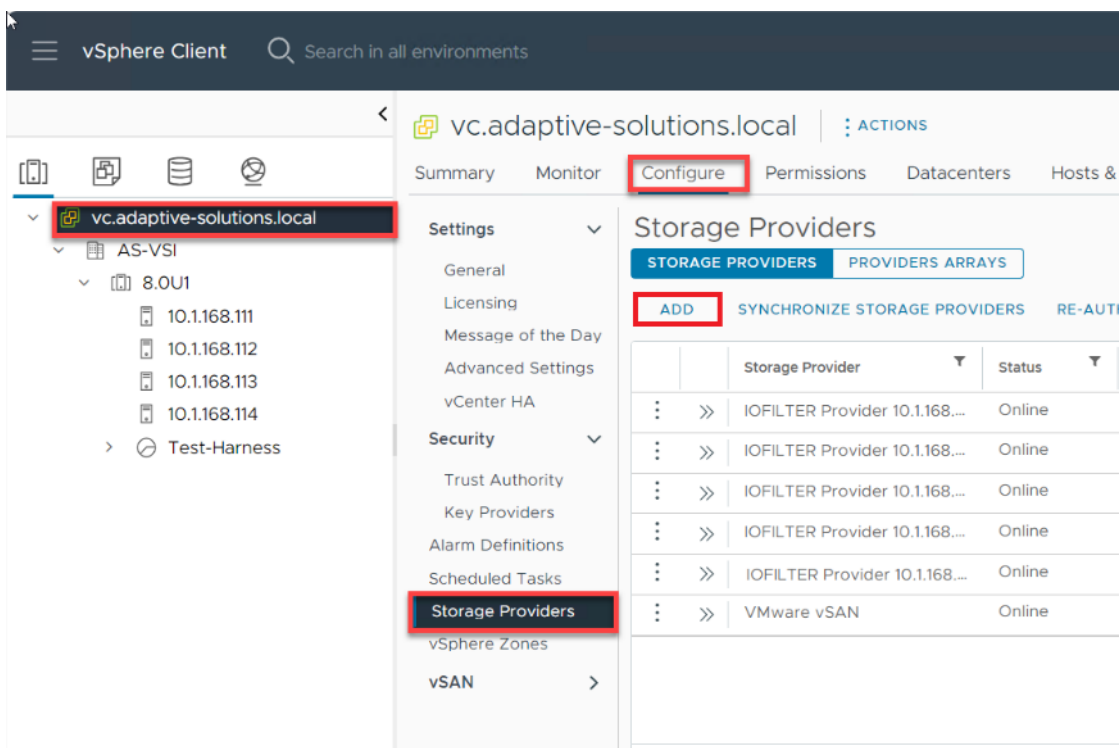 vSphere Client
Search in all environments
vc.adaptive-solutions.local
ACTIONS
Summary Monitor Configure Permissions Datacenters Hosts &
vc.adaptive-solutions.local
AS-VSI
8.0U1
10.1.168.111
10.1.168.112
10.1.168.113
10.1.168.114
Test-Harness
Settings
General
Licensing
Message of the Day
Advanced Settings
vCenter HA
Security
Trust Authority
Key Providers
Alarm Definitions
Scheduled Tasks
Storage Providers
vSphere Zones
vSAN
Storage Providers
STORAGE PROVIDERS PROVIDERS ARRAYS
ADD SYNCHRONIZE STORAGE PROVIDERS RE-AUTH
Storage Provider Status
IOFILTER Provider 10.1.168.... Online
IOFILTER Provider 10.1.168.... Online
IOFILTER Provider 10.1.168.... Online
IOFILTER Provider 10.1.168.... Online
IOFILTER Provider 10.1.168.... Online
VMware vSAN Online